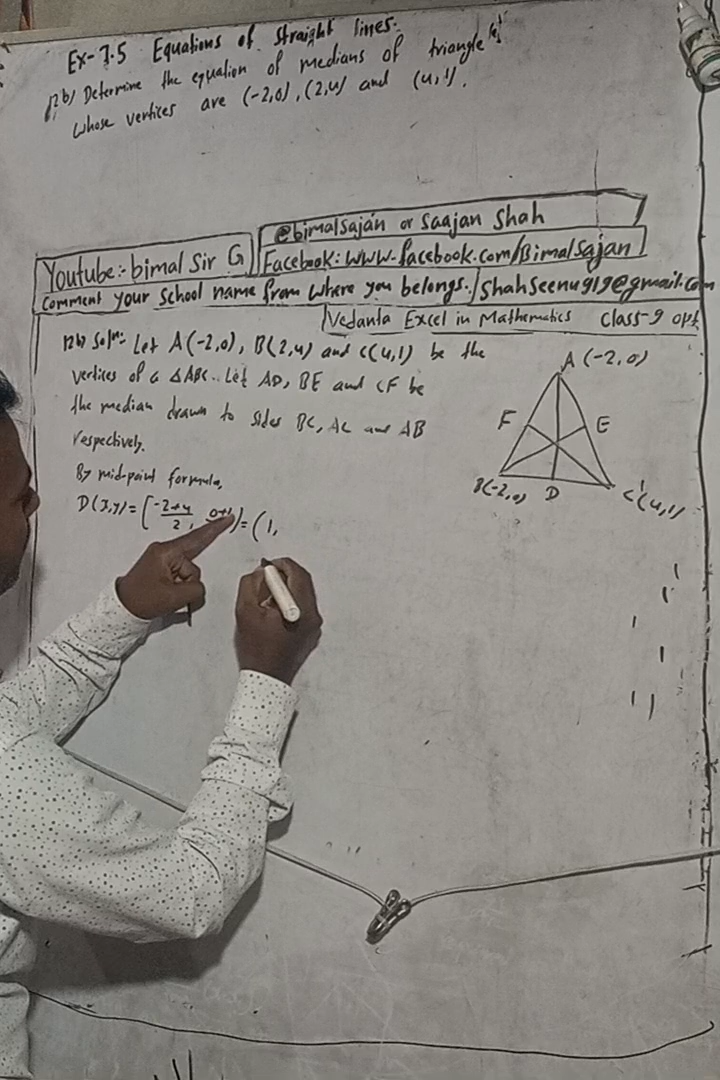 Ex-7.5 Equations of Straight lines.
12b) Determine the equation of medians of triangle
Whose vertices are (-2,0), (2,4) and (4,1).
Youtube:- bimal Sir G
@bimalsajan or Saajan Shah
Facebook: www.facebook.com/Bimalsajan
Comment your School name from where you belongs. / Shahseenu919@gmail.com
Vedanta Excel in Mathematics class-9 opt
12b) Solⁿ: Let A(-2,0), B(2,4) and C(4,1) be the
vertices of a △ABC. Let AD, BE and CF be
the median drawn to sides BC, AC and AB
respectively.
By mid-point formula,
D(x,y) = [-2+4/2, 0+1 ) = (1,
A (-2,0)
F E
B(-2,0) D C(4,1)